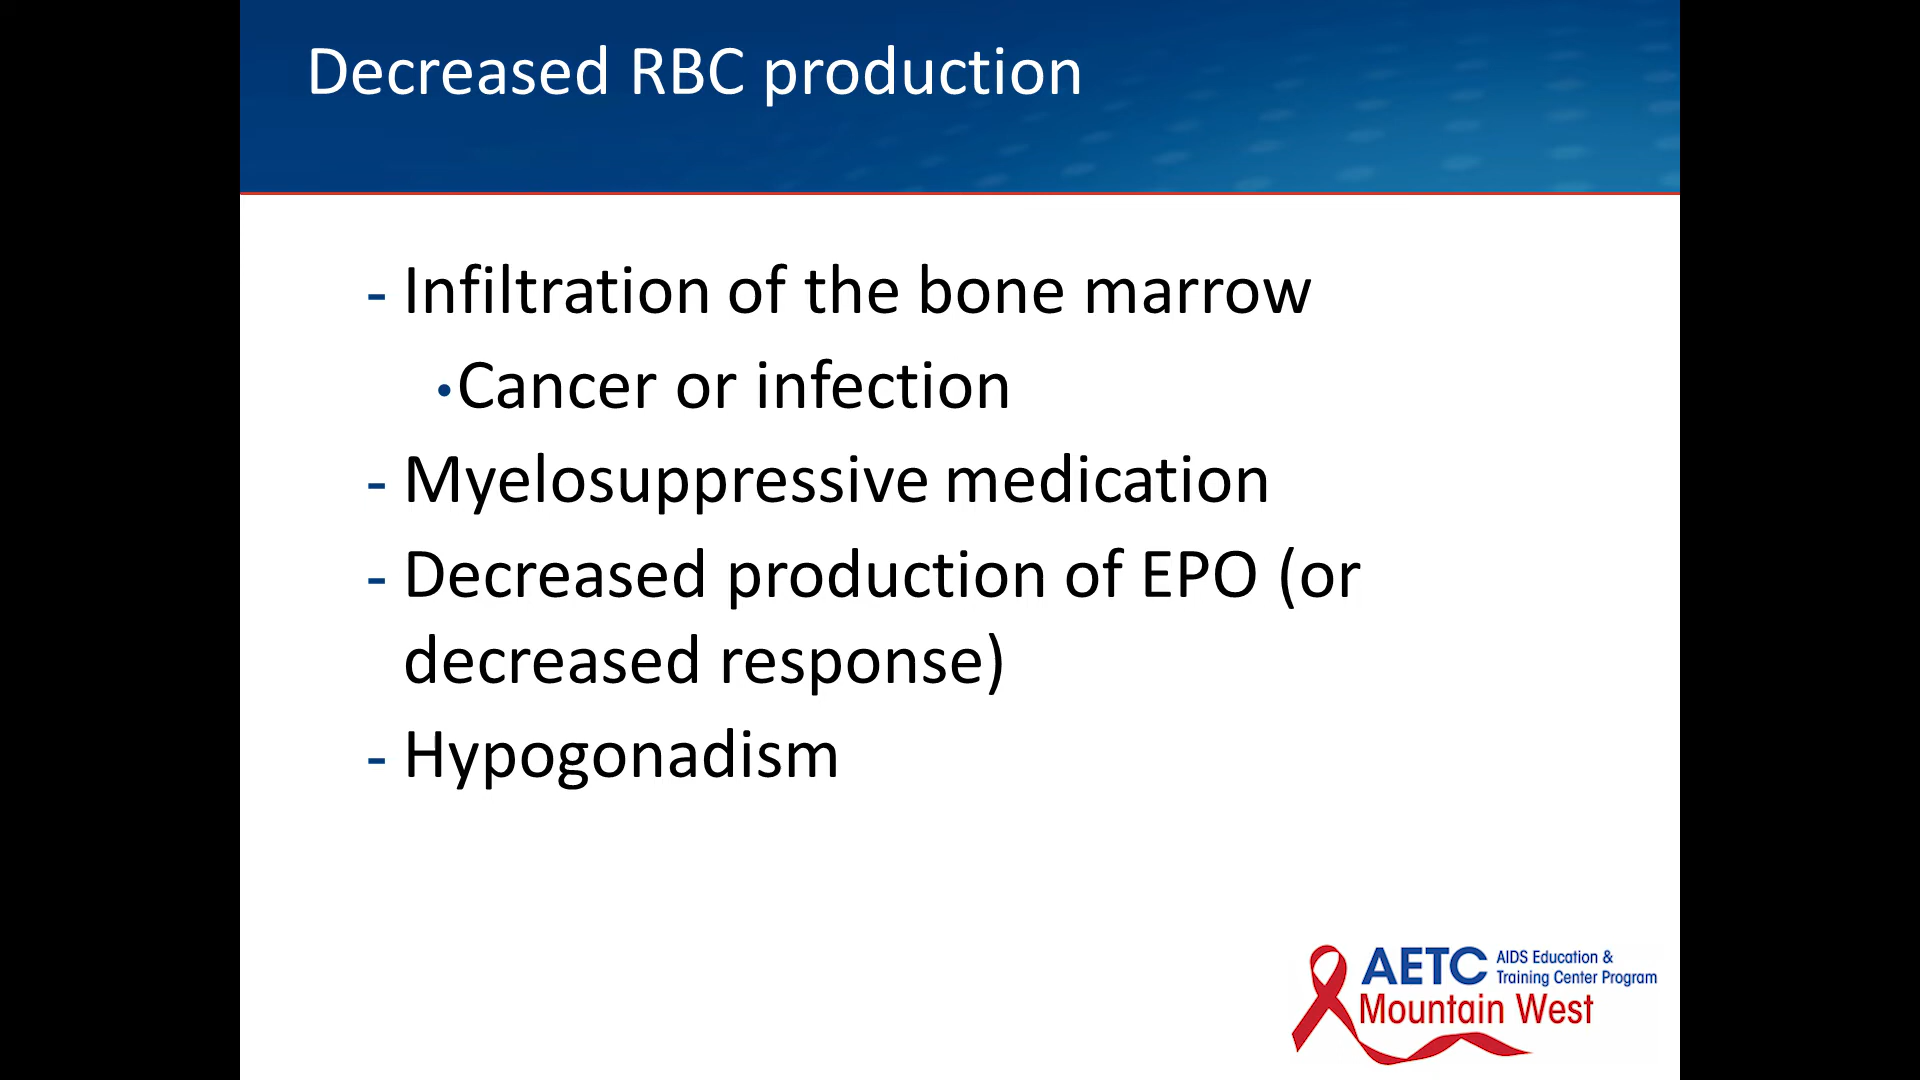 Decreased RBC production
- Infiltration of the bone marrow
•Cancer or infection
- Myelosuppressive medication
- Decreased production of EPO (or
decreased response)
- Hypogonadism
AETC AIDS Education &
Training Center Program
Mountain West